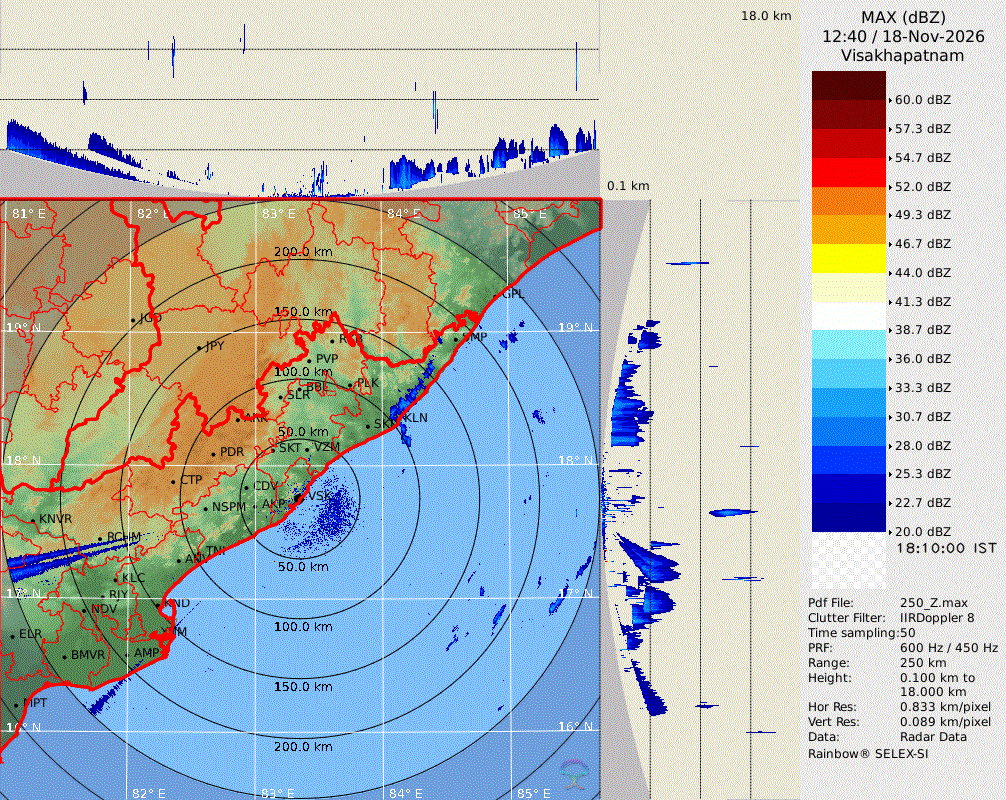 18.0 km
MAX (dBZ)
12:40 / 18-Nov-2026
Visakhapatnam
60.0 dBZ
57.3 dBZ
54.7 dBZ
52.0 dBZ
49.3 dBZ
46.7 dBZ
44.0 dBZ
41.3 dBZ
38.7 dBZ
36.0 dBZ
33.3 dBZ
30.7 dBZ
28.0 dBZ
25.3 dBZ
22.7 dBZ
20.0 dBZ
18:10:00 IST
0.1 km
81° E
82° E
83° E
84° E
85° E
200.0 km
GPL
150.0 km
JGD
19° N
19° N
JPY
PVP
100.0 km
BBL
PLK
SLR
ARK
KLN
50.0 km
SKT
VZM
PDR
18° N
18° N
CTP
CDV
VSK
NSPM
AKP
KNVR
TNI
50.0 km
KLC
RJY
17° N
17° N
NDV
KND
100.0 km
ELR
BMVR
AMP
150.0 km
MPT
16° N
16° N
200.0 km
82° E
83° E
84° E
85° E
Pdf File: 250_Z.max
Clutter Filter: IIRDoppler 8
Time sampling:50
PRF: 600 Hz / 450 Hz
Range: 250 km
Height: 0.100 km to
18.000 km
Hor Res: 0.833 km/pixel
Vert Res: 0.089 km/pixel
Data: Radar Data
Rainbow® SELEX-SI